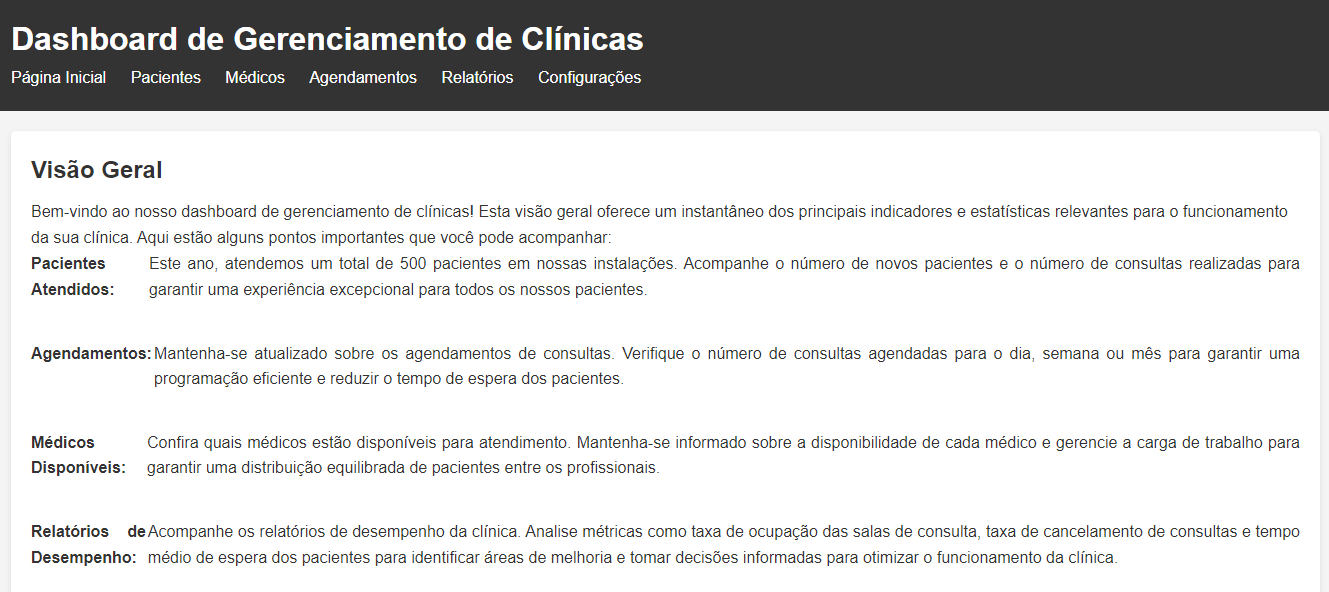 Dashboard de Gerenciamento de Clínicas
Página Inicial Pacientes Médicos Agendamentos Relatórios Configurações
Visão Geral
Bem-vindo ao nosso dashboard de gerenciamento de clínicas! Esta visão geral oferece um instantâneo dos principais indicadores e estatísticas relevantes para o funcionamento
da sua clínica. Aqui estão alguns pontos importantes que você pode acompanhar:
Pacientes
Atendidos:
Este ano, atendemos um total de 500 pacientes em nossas instalações. Acompanhe o número de novos pacientes e o número de consultas realizadas para
garantir uma experiência excepcional para todos os nossos pacientes.
Agendamentos:
Mantenha-se atualizado sobre os agendamentos de consultas. Verifique o número de consultas agendadas para o dia, semana ou mês para garantir uma
programação eficiente e reduzir o tempo de espera dos pacientes.
Médicos
Disponíveis:
Confira quais médicos estão disponíveis para atendimento. Mantenha-se informado sobre a disponibilidade de cada médico e gerencie a carga de trabalho para
garantir uma distribuição equilibrada de pacientes entre os profissionais.
Relatórios de
Desempenho:
Acompanhe os relatórios de desempenho da clínica. Analise métricas como taxa de ocupação das salas de consulta, taxa de cancelamento de consultas e tempo
médio de espera dos pacientes para identificar áreas de melhoria e tomar decisões informadas para otimizar o funcionamento da clínica.